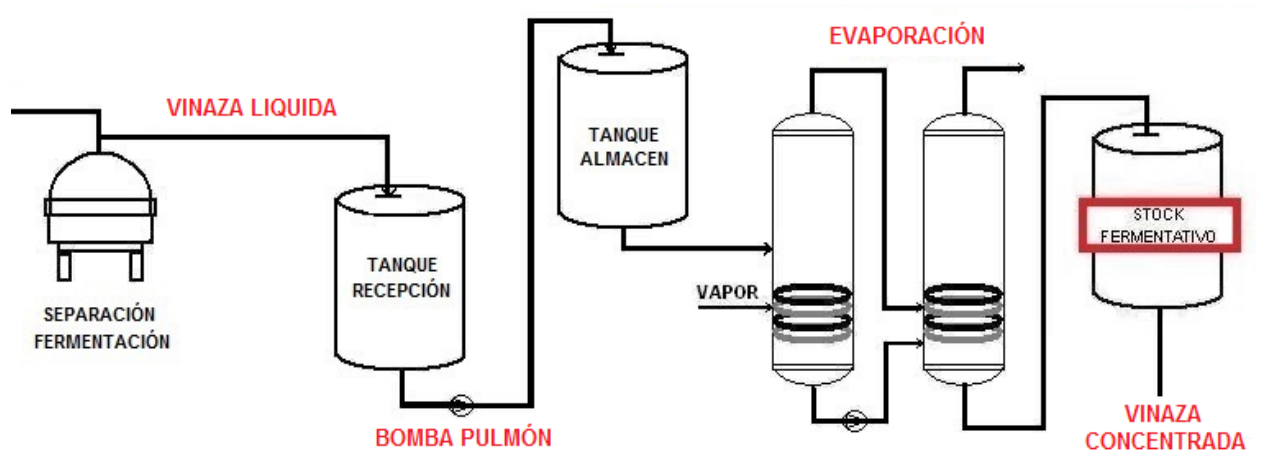 EVAPORACIÓN
VINAZA LIQUIDA
TANQUE
ALMACEN
STOCK
FERMENTATIVO
TANQUE
RECEPCIÓN
VAPOR
SEPARACIÓN
FERMENTACIÓN
BOMBA PULMÓN
VINAZA
CONCENTRADA